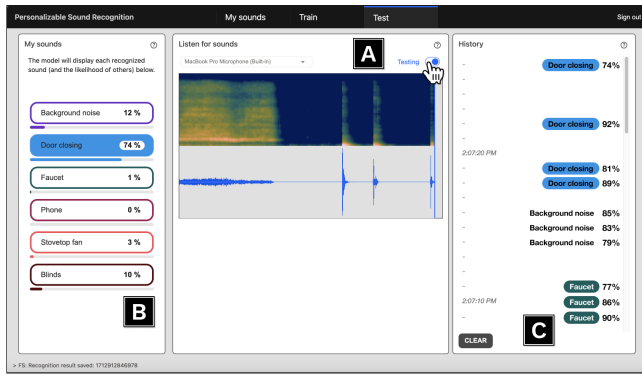 Personalizable Sound Recognition
My sounds
Train
Test
Sign out
My sounds
The model will display each recognized
sound (and the likelihood of others) below.
Background noise 12 %
Door closing 74 %
Faucet 1 %
Phone 0 %
Stovetop fan 3 %
Blinds 10 %
B
Listen for sounds
MacBook Pro Microphone (Built-in)
A
Testing
History
- Door closing 74%
-
-
-
- Door closing 92%
-
2:07:20 PM
- Door closing 81%
- Door closing 89%
-
- Background noise 85%
- Background noise 83%
- Background noise 79%
-
-
- Faucet 77%
2:07:10 PM Faucet 86%
- Faucet 90%
CLEAR
C
> FS: Recognition result saved: 1712912846978